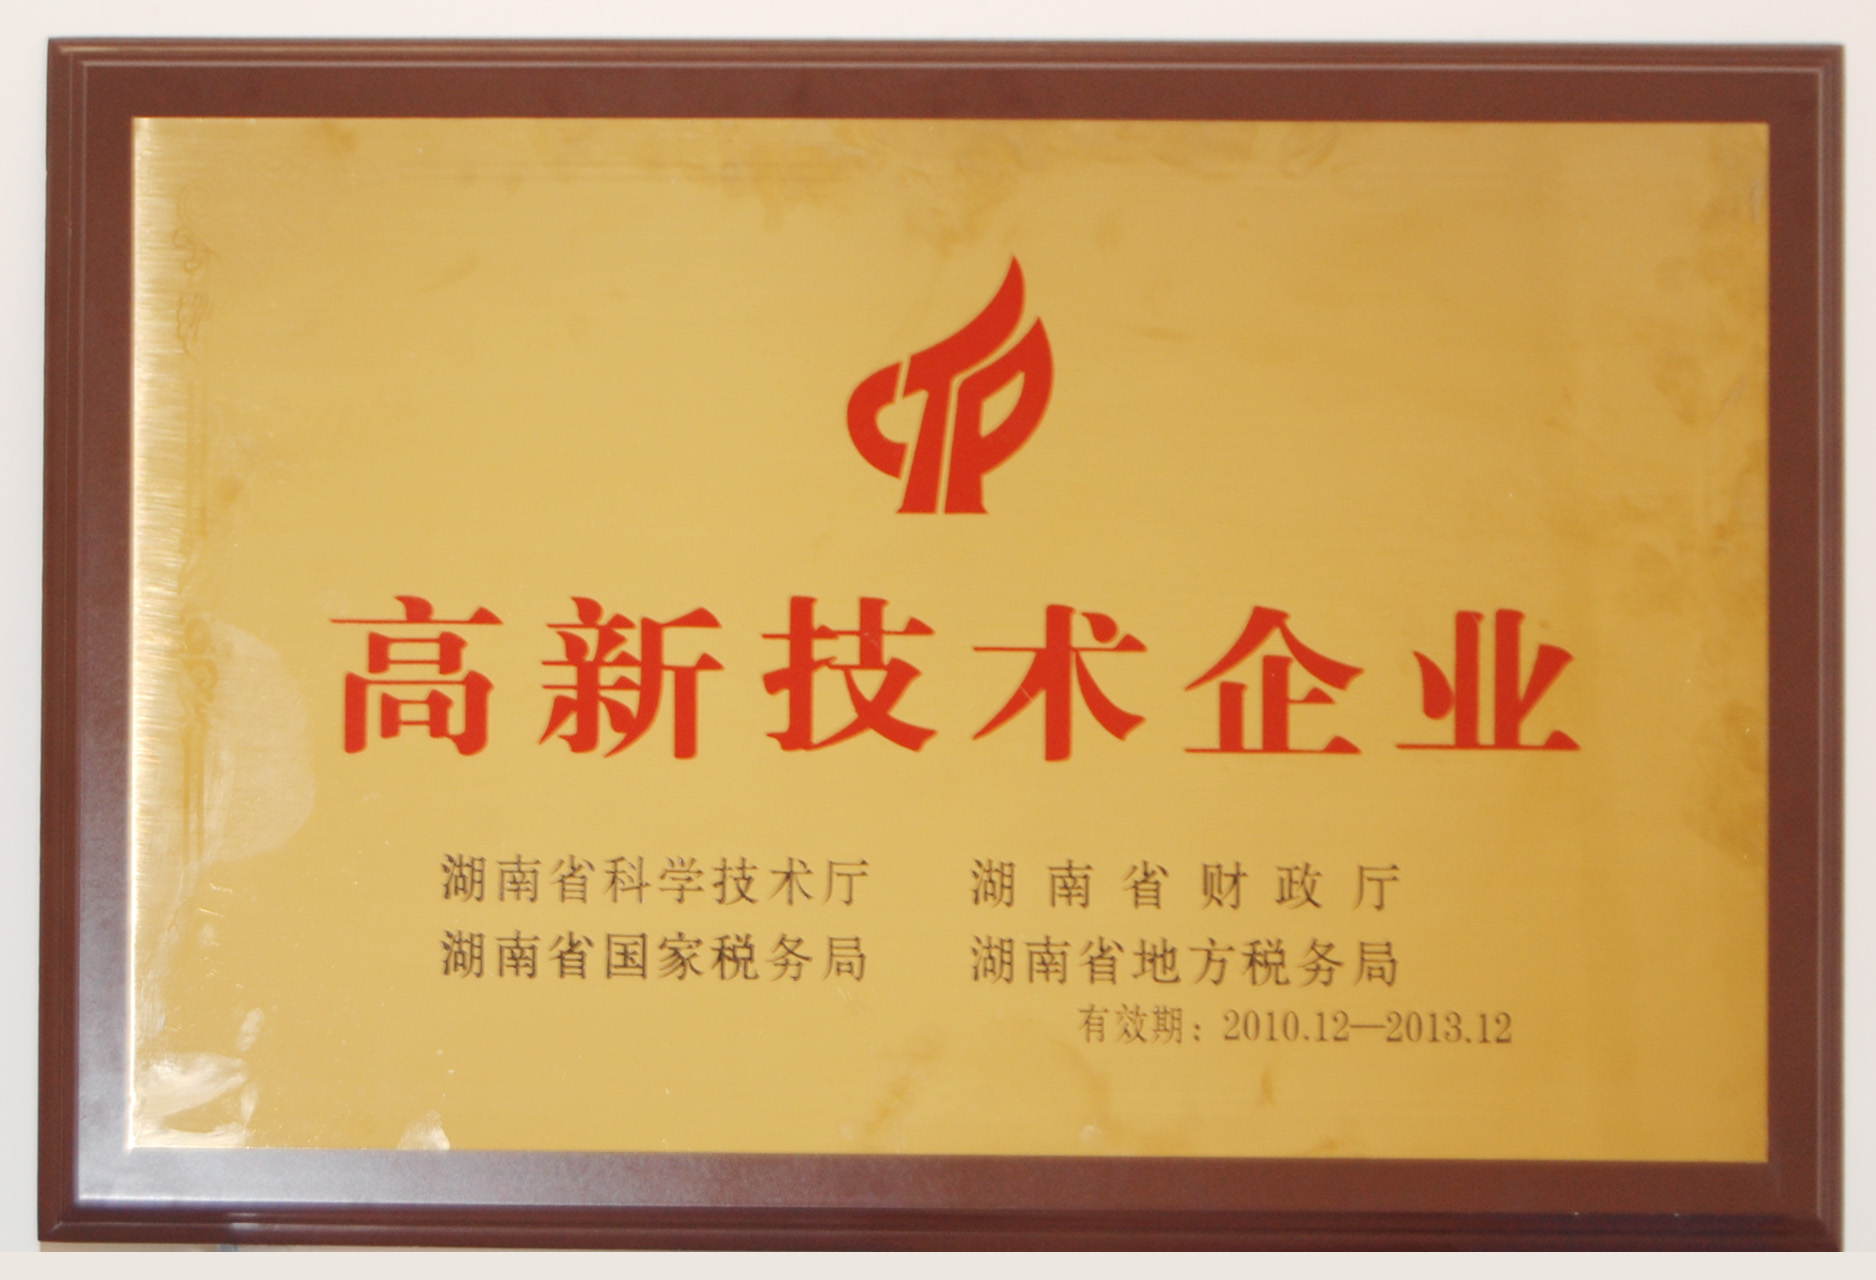 CTP
高新技术企业
湖南省科学技术厅 湖南省财政厅
湖南省国家税务局 湖南省地方税务局
有效期：2010.12—2013.12